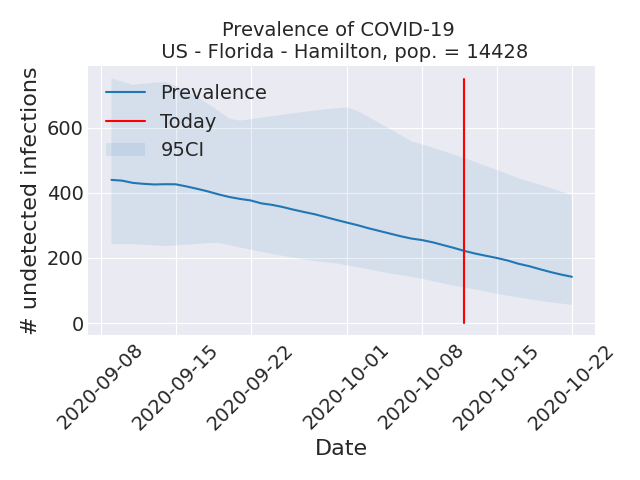 Prevalence of COVID-19
US - Florida - Hamilton, pop. = 14428
Prevalence
Today
95CI
# undetected infections
600
400
200
0
2020-09-08
2020-09-15
2020-09-22
2020-10-01
2020-10-08
2020-10-15
2020-10-22
Date